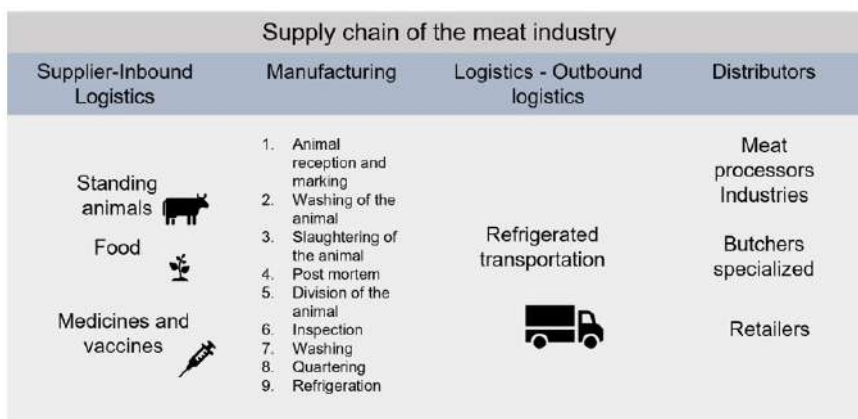 Supply chain of the meat industry
Supplier-Inbound
Logistics
Manufacturing
Logistics - Outbound
logistics
Distributors
Standing
animals
Food
Medicines and
vaccines
1. Animal
reception and
marking
2. Washing of the
animal
3. Slaughtering of
the animal
4. Post mortem
5. Division of the
animal
6. Inspection
7. Washing
8. Quartering
9. Refrigeration
Refrigerated
transportation
Meat
processors
Industries
Butchers
specialized
Retailers